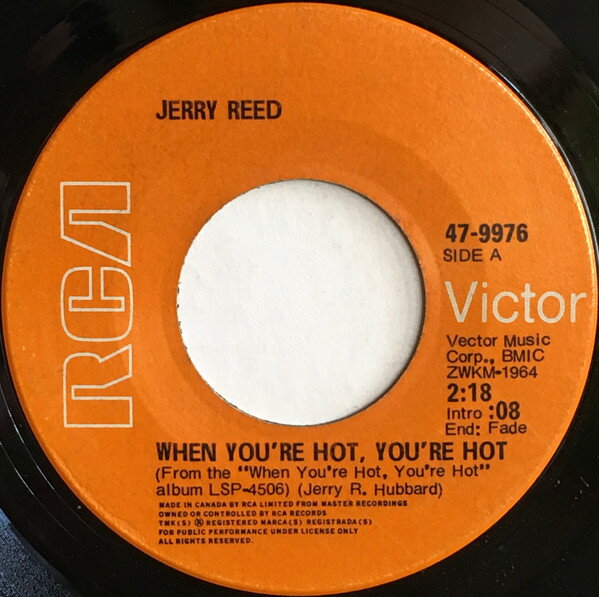 JERRY REED
RCA
47-9976
SIDE A
Victor
Vector Music
Corp., BMIC
ZWKM-1964
2:18
Intro :08
End: Fade
WHEN YOU'RE HOT, YOU'RE HOT
(From the "When You're Hot, You're Hot"
album LSP-4506) (Jerry R. Hubbard)
MADE IN CANADA BY RCA LIMITED FROM MASTER RECORDINGS
OWNED OR CONTROLLED BY RCA RECORDS
TMK(S) ® REGISTERED MARCA(S) REGISTRADA(S)
FOR PUBLIC PERFORMANCE UNDER LICENSE ONLY
ALL RIGHTS RESERVED.